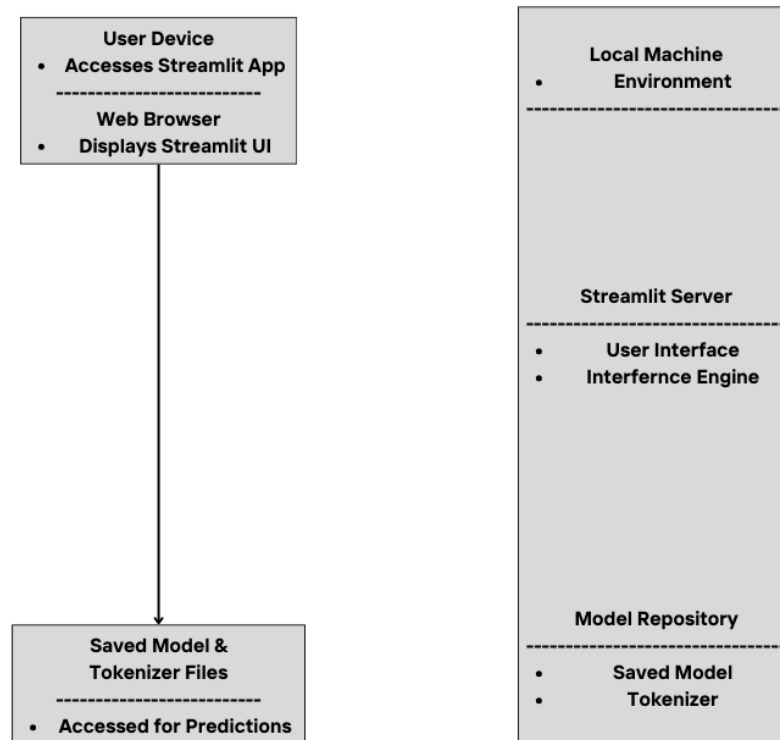 User Device
• Accesses Streamlit App
---------------------------
Web Browser
• Displays Streamlit UI
Saved Model &
Tokenizer Files
---------------------------
• Accessed for Predictions
Local Machine
• Environment
----------------------------------
Streamlit Server
----------------------------------
• User Interface
• Interfernce Engine
Model Repository
----------------------------------
• Saved Model
• Tokenizer